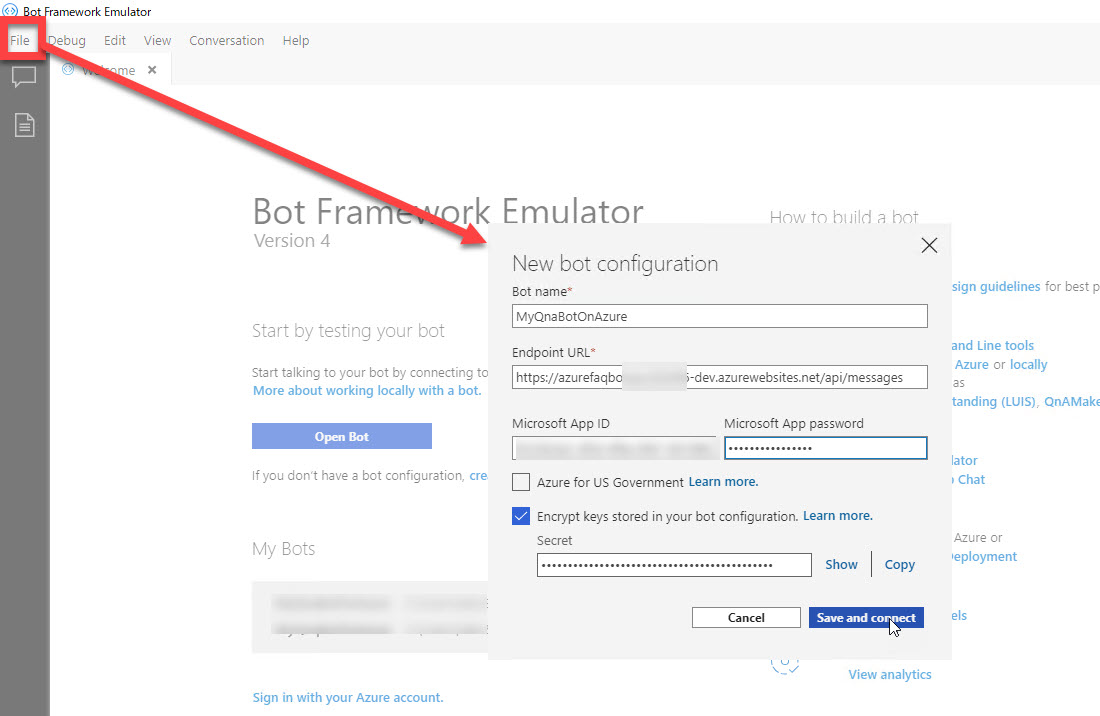 Bot Framework Emulator
File Debug Edit View Conversation Help
Welcome
Bot Framework Emulator
Version 4
How to build a bot
New bot configuration
Bot name*
MyQnaBotOnAzure
Endpoint URL*
https://azurefaqbo -dev.azurewebsites.net/api/messages
Microsoft App ID Microsoft App password
Azure for US Government Learn more.
Encrypt keys stored in your bot configuration. Learn more.
Secret
Show Copy
Cancel Save and connect
Start by testing your bot
Start talking to your bot by connecting to
More about working locally with a bot.
Open Bot
If you don't have a bot configuration, cre
My Bots
Sign in with your Azure account.
sign guidelines for best p
and Line tools
Azure or locally
as
tanding (LUIS), QnAMake
lator
Chat
Azure or
Deployment
els
View analytics